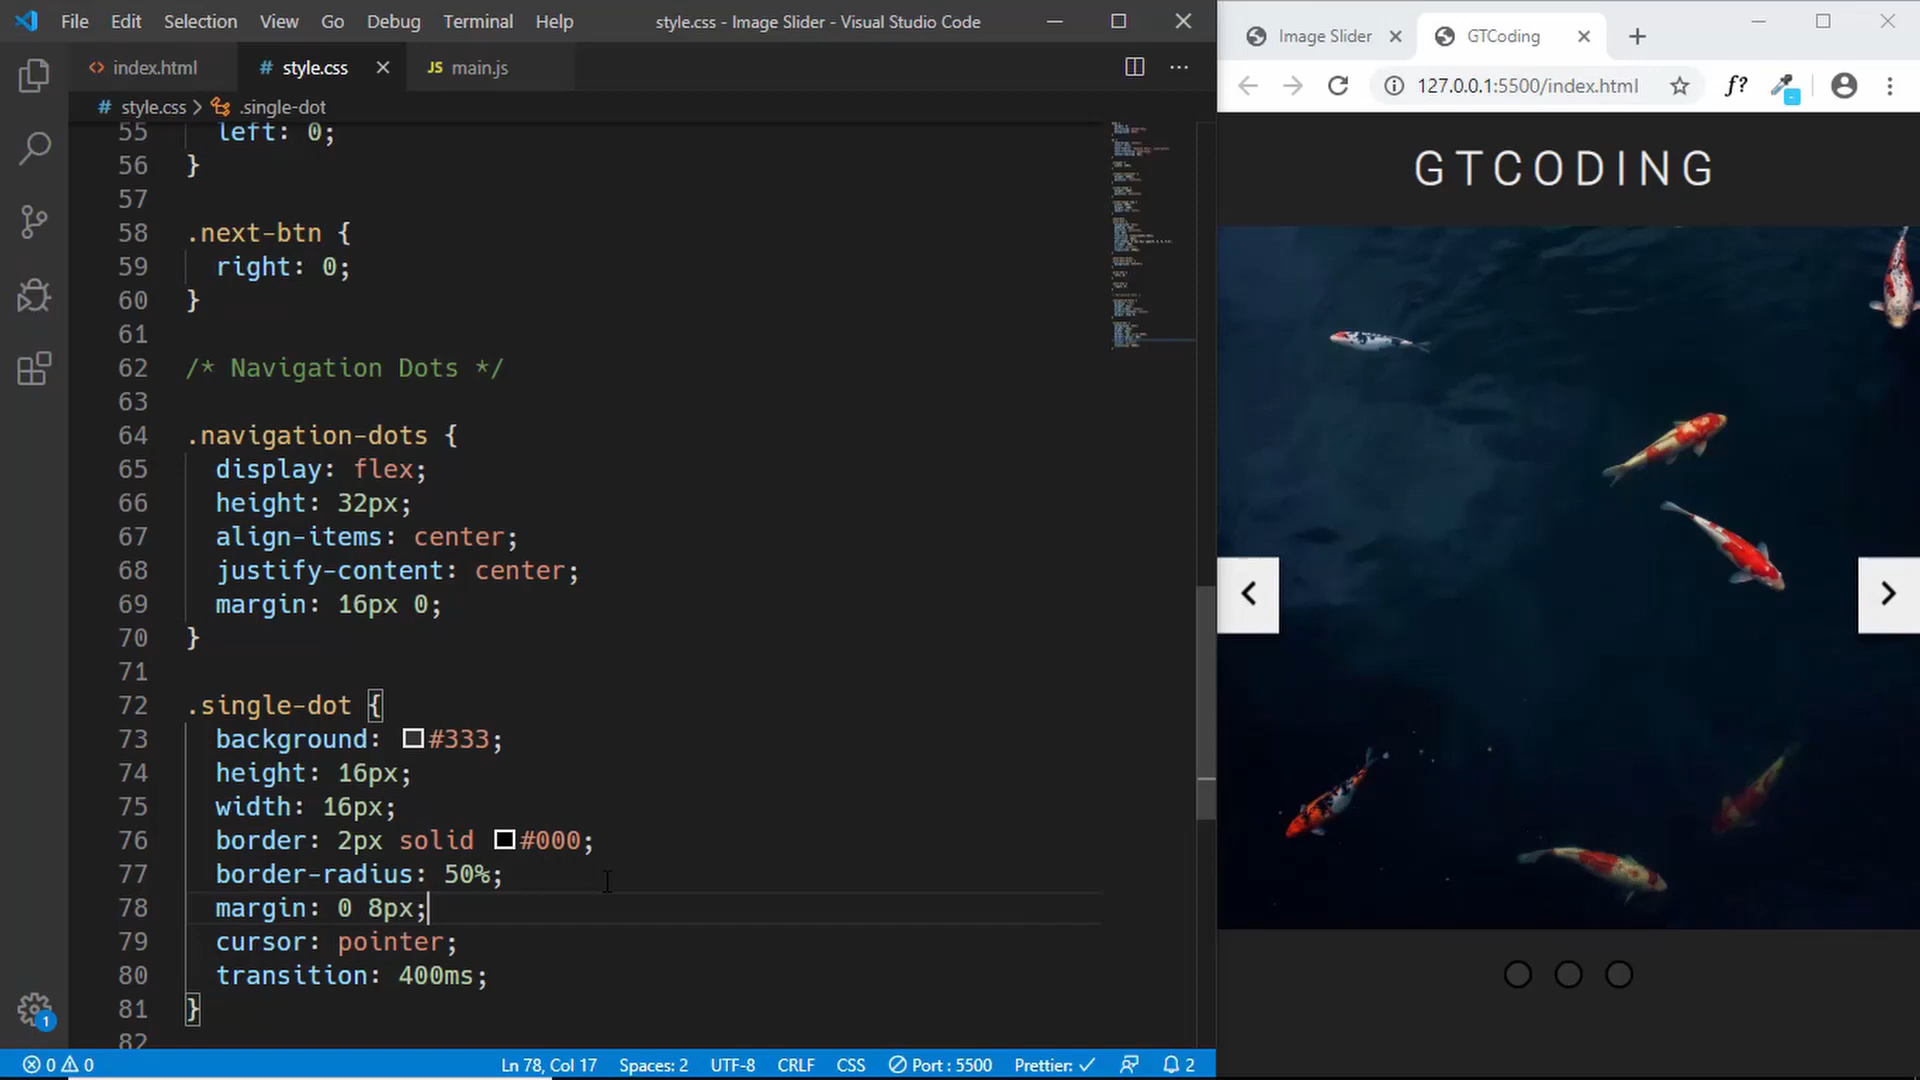 File Edit Selection View Go Debug Terminal Help style.css - Image Slider - Visual Studio Code
index.html # style.css JS main.js
# style.css > .single-dot
55 left: 0;
56 }
57
58 .next-btn {
59 right: 0;
60 }
61
62 /* Navigation Dots */
63
64 .navigation-dots {
65 display: flex;
66 height: 32px;
67 align-items: center;
68 justify-content: center;
69 margin: 16px 0;
70 }
71
72 .single-dot {
73 background: #333;
74 height: 16px;
75 width: 16px;
76 border: 2px solid #000;
77 border-radius: 50%;
78 margin: 0 8px;
79 cursor: pointer;
80 transition: 400ms;
81 }
82
1
0 0 Ln 78, Col 17 Spaces: 2 UTF-8 CRLF CSS Port : 5500 Prettier: ✓ 2
Image Slider GTCoding
127.0.0.1:5500/index.html f?
GTCODING